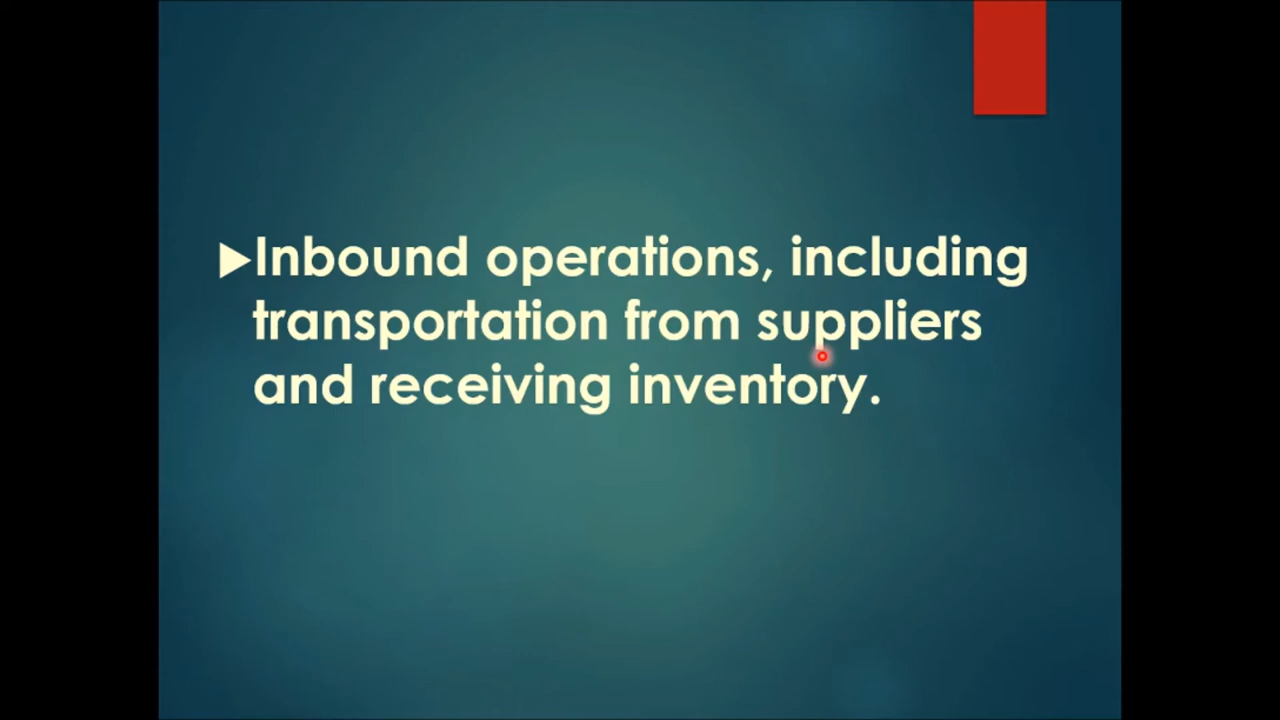 Inbound operations, including
transportation from suppliers
and receiving inventory.